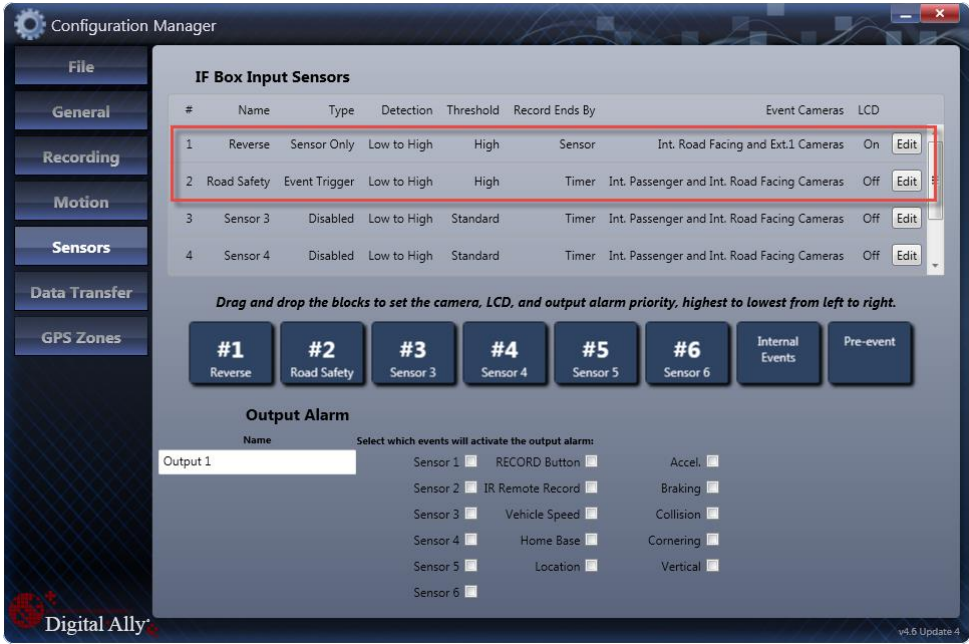 Configuration Manager
File
General
Recording
Motion
Sensors
Data Transfer
GPS Zones
IF Box Input Sensors
# Name Type Detection Threshold Record Ends By Event Cameras LCD
1 Reverse Sensor Only Low to High High Sensor Int. Road Facing and Ext.1 Cameras On Edit
2 Road Safety Event Trigger Low to High High Timer Int. Passenger and Int. Road Facing Cameras Off Edit
3 Sensor 3 Disabled Low to High Standard Timer Int. Passenger and Int. Road Facing Cameras Off Edit
4 Sensor 4 Disabled Low to High Standard Timer Int. Passenger and Int. Road Facing Cameras Off Edit
Drag and drop the blocks to set the camera, LCD, and output alarm priority, highest to lowest from left to right.
#1 Reverse
#2 Road Safety
#3 Sensor 3
#4 Sensor 4
#5 Sensor 5
#6 Sensor 6
Internal Events
Pre-event
Output Alarm
Name Select which events will activate the output alarm:
Output 1
Sensor 1 RECORD Button Accel.
Sensor 2 IR Remote Record Braking
Sensor 3 Vehicle Speed Collision
Sensor 4 Home Base Cornering
Sensor 5 Location Vertical
Sensor 6
Digital Ally
v4.6 Update 4